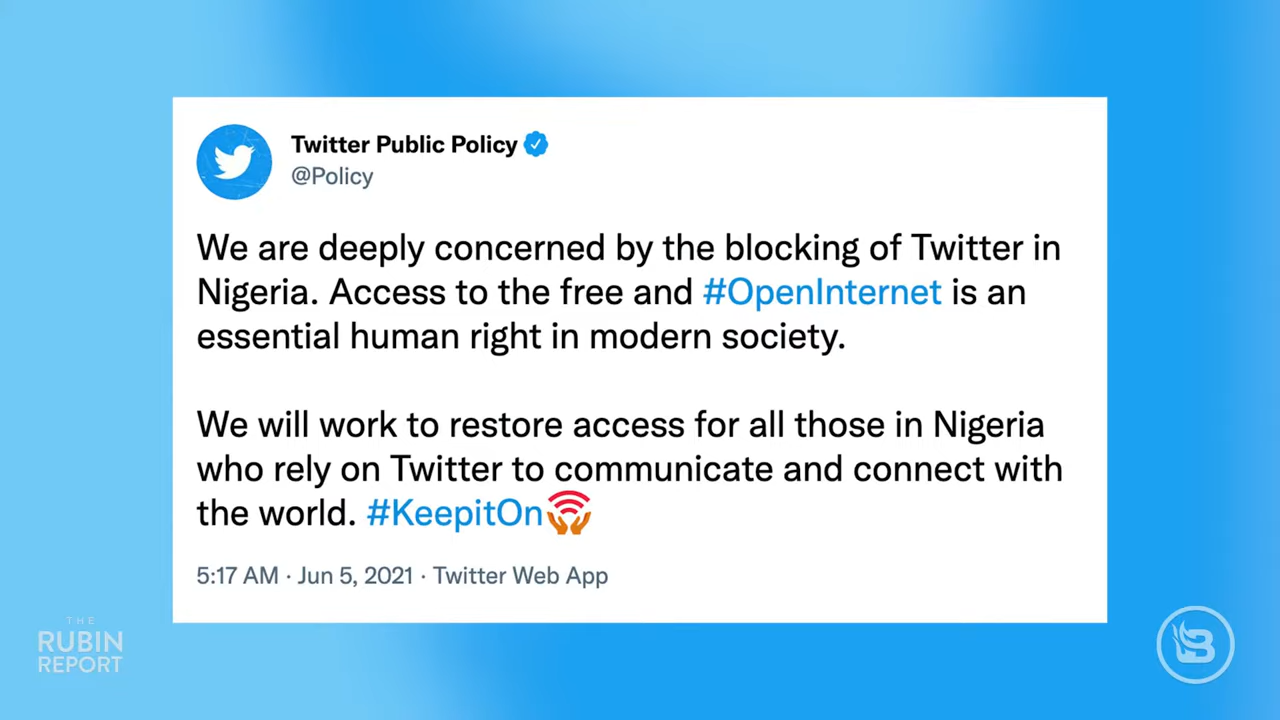 Twitter Public Policy
@Policy
We are deeply concerned by the blocking of Twitter in
Nigeria. Access to the free and #OpenInternet is an
essential human right in modern society.
We will work to restore access for all those in Nigeria
who rely on Twitter to communicate and connect with
the world. #KeepitOn
5:17 AM · Jun 5, 2021 · Twitter Web App
THE
RUBIN
REPORT
B